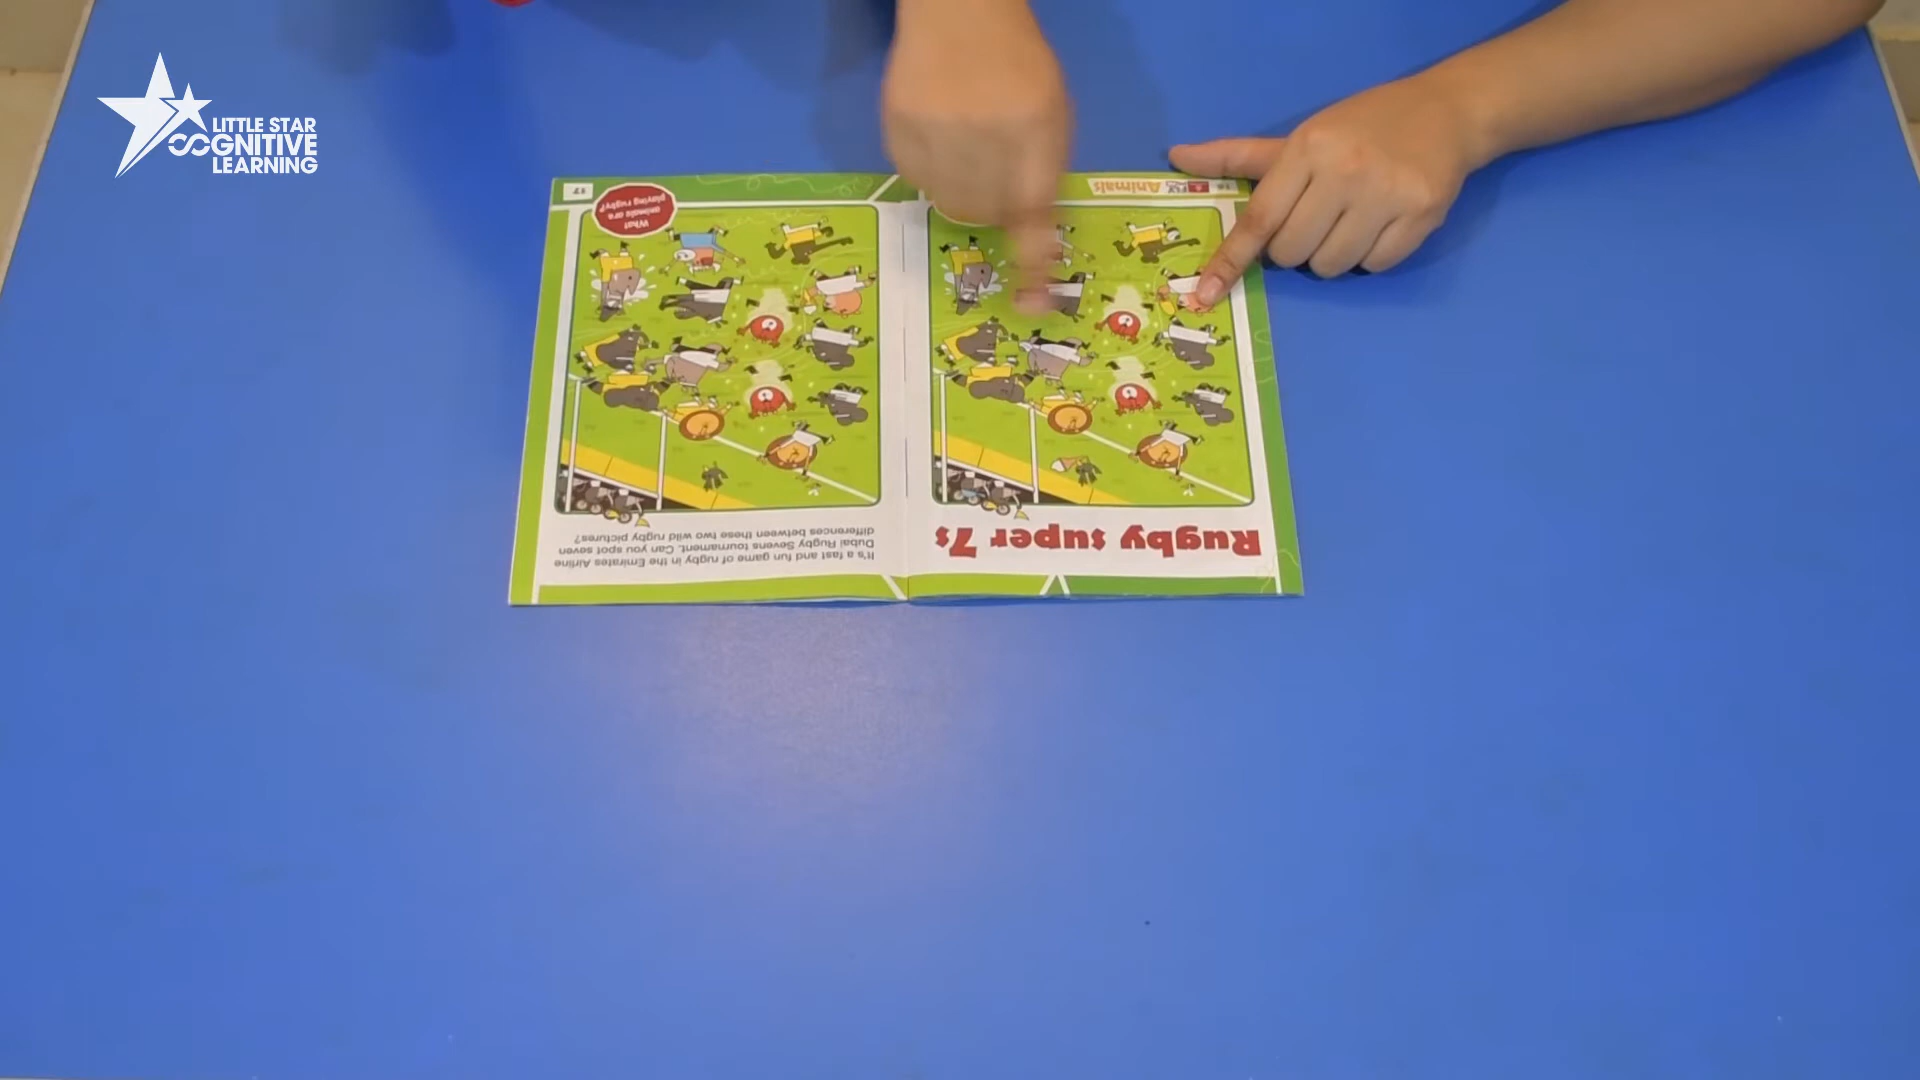 LITTLE STAR
COGNITIVE
LEARNING
Rugby super 7s
It's a fast and fun game of rugby in the Emirates Airline
Dubai Rugby Sevens tournament. Can you spot seven
differences between these two wild rugby pictures?
What
animals are
playing rugby?
17
FLY
Animals